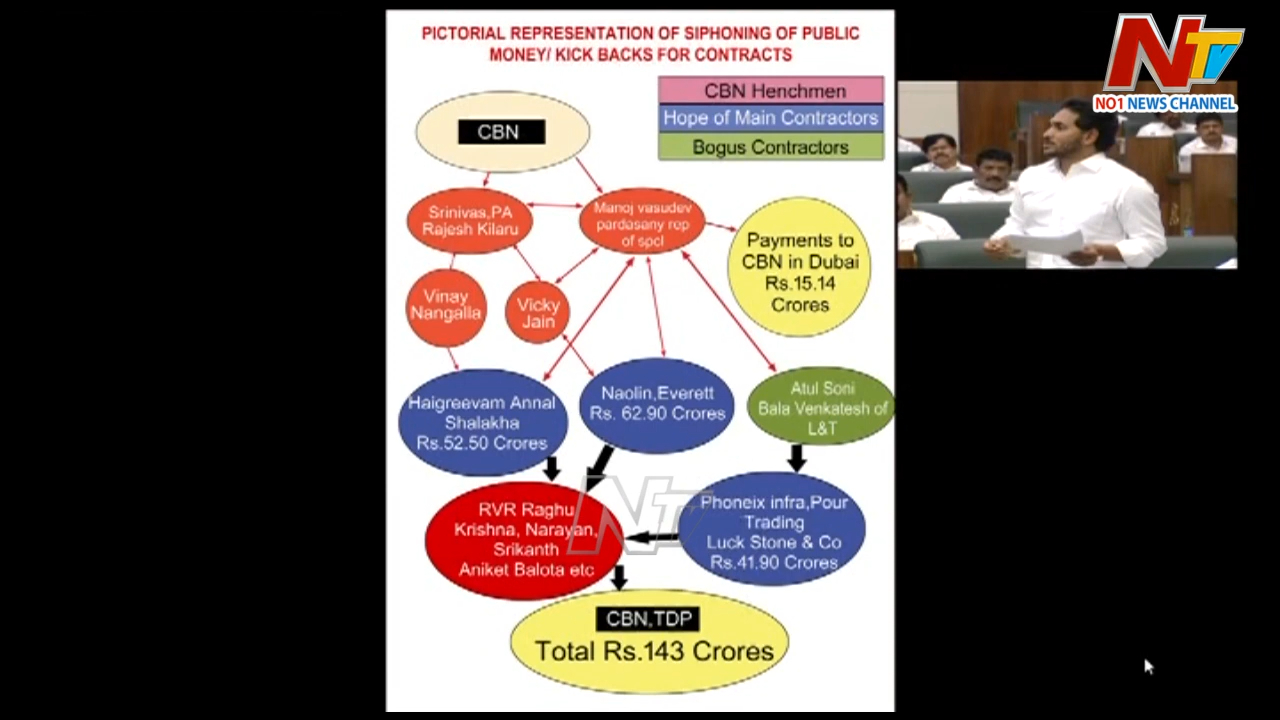 PICTORIAL REPRESENTATION OF SIPHONING OF PUBLIC
MONEY/ KICK BACKS FOR CONTRACTS
NTV
NO1 NEWS CHANNEL
CBN Henchmen
Hope of Main Contractors
Bogus Contractors
CBN
Srinivas,PA
Rajesh Kilaru
Manoj vasudev
pardasany rep
of spcl
Payments to
CBN in Dubai
Rs.15.14
Crores
Vinay
Nangalla
Vicky
Jain
Haigreevam Annal
Shalakha
Rs.52.50 Crores
Naolin,Everett
Rs. 62.90 Crores
Atul Soni
Bala Venkatesh of
L&T
RVR Raghu
Krishna, Narayan,
Srikanth
Aniket Balota etc
Phoneix infra,Pour
Trading
Luck Stone & Co
Rs.41.90 Crores
NTV
CBN,TDP
Total Rs.143 Crores